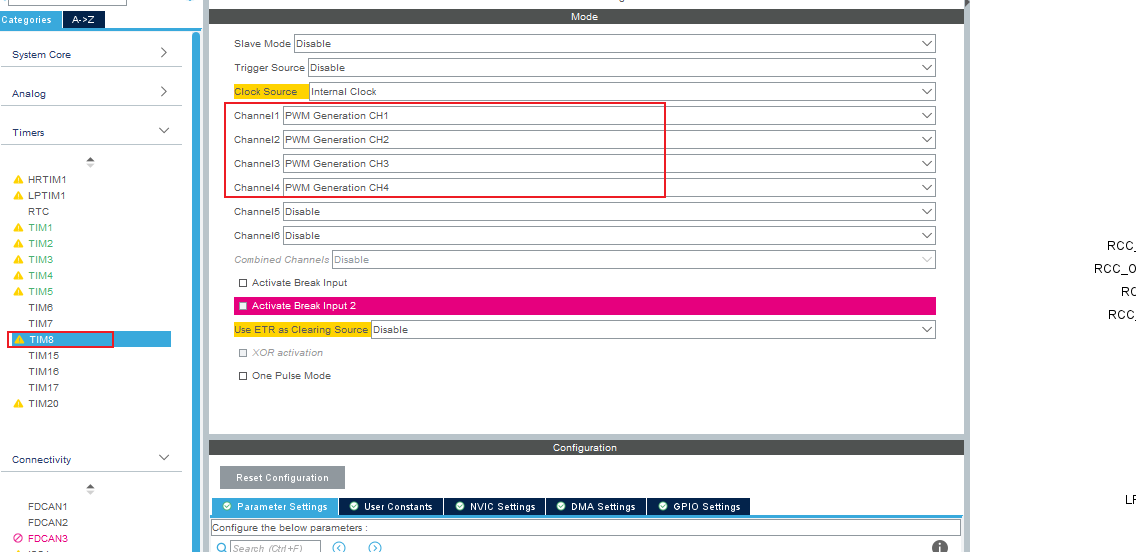 Categories
A->Z
System Core
Analog
Timers
HRTIM1
LPTIM1
RTC
TIM1
TIM2
TIM3
TIM4
TIM5
TIM6
TIM7
TIM8
TIM15
TIM16
TIM17
TIM20
Connectivity
FDCAN1
FDCAN2
FDCAN3
Mode
Slave Mode Disable
Trigger Source Disable
Clock Source Internal Clock
Channel1 PWM Generation CH1
Channel2 PWM Generation CH2
Channel3 PWM Generation CH3
Channel4 PWM Generation CH4
Channel5 Disable
Channel6 Disable
Combined Channels Disable
Activate Break Input
Activate Break Input 2
Use ETR as Clearing Source Disable
XOR activation
One Pulse Mode
Configuration
Reset Configuration
Parameter Settings
User Constants
NVIC Settings
DMA Settings
GPIO Settings
Configure the below parameters :
Search (Ctrl+F)
RCC_
RCC_O
RC
RCC_